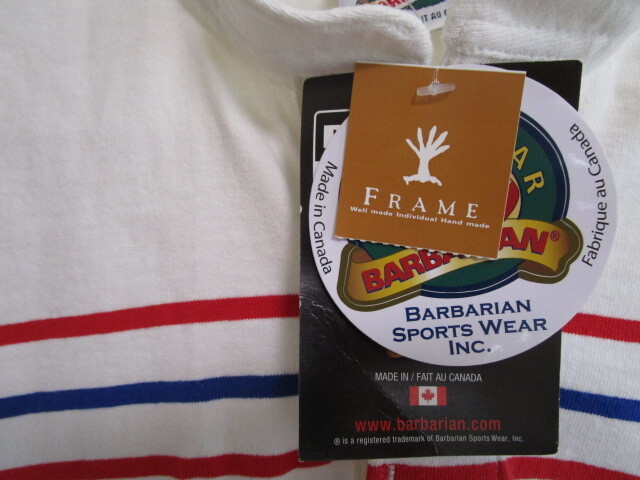 FRAME
Well made Individual Hand made
Made in Canada
Fabrique au Canada
BARBARIAN®
BARBARIAN
SPORTS WEAR
INC.
MADE IN / FAIT AU CANADA
www.barbarian.com
® is a registered trademark of Barbarian Sports Wear, Inc.